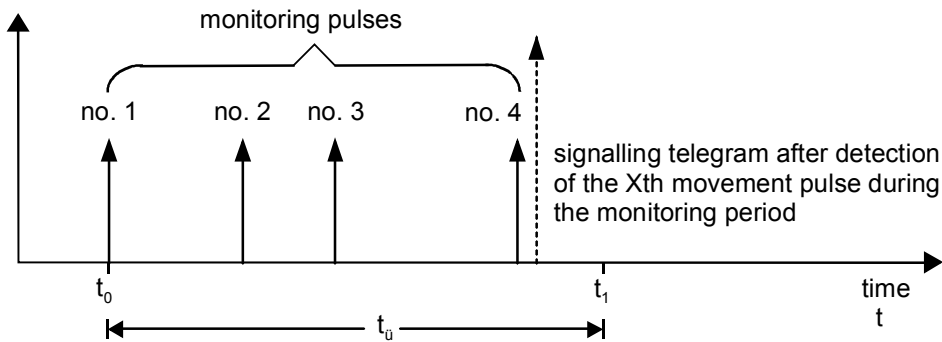 monitoring pulses
no. 1
no. 2
no. 3
no. 4
signalling telegram after detection
of the Xth movement pulse during
the monitoring period
t₀
t₁
time
t
tü